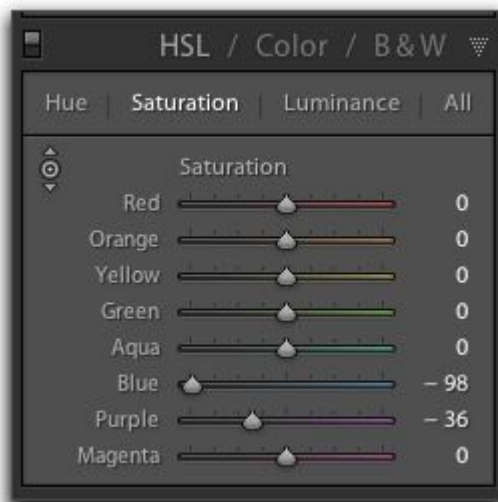 HSL / Color / B & W
Hue | Saturation | Luminance | All
Saturation
Red 0
Orange 0
Yellow 0
Green 0
Aqua 0
Blue – 98
Purple – 36
Magenta 0